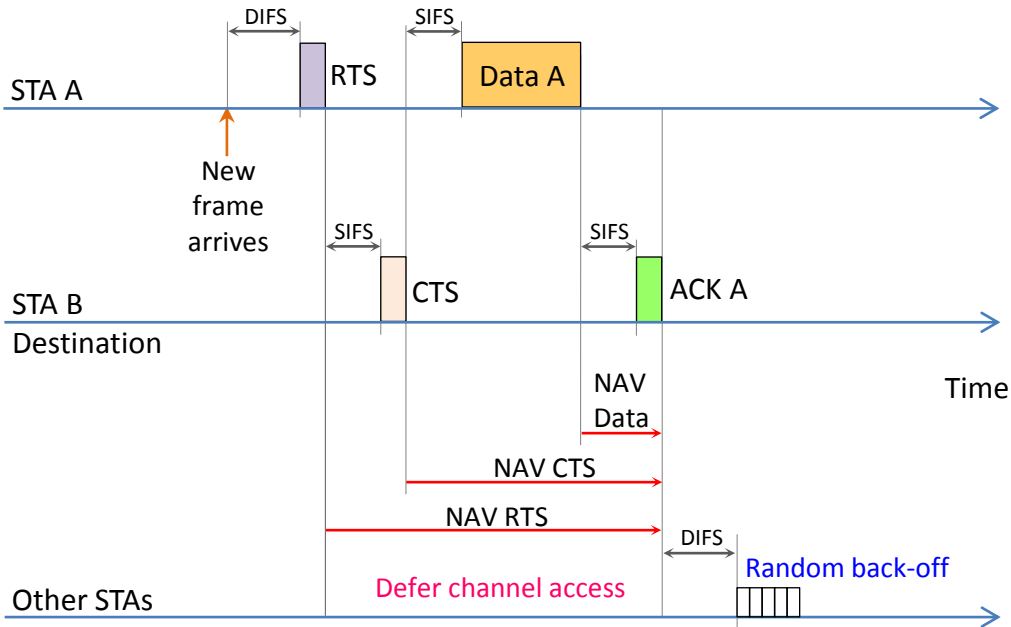 DIFS
SIFS
STA A
RTS
Data A
New
frame
arrives
SIFS
SIFS
STA B
CTS
ACK A
Destination
NAV
Data
Time
NAV CTS
NAV RTS
DIFS
Defer channel access
Random back-off
Other STAs